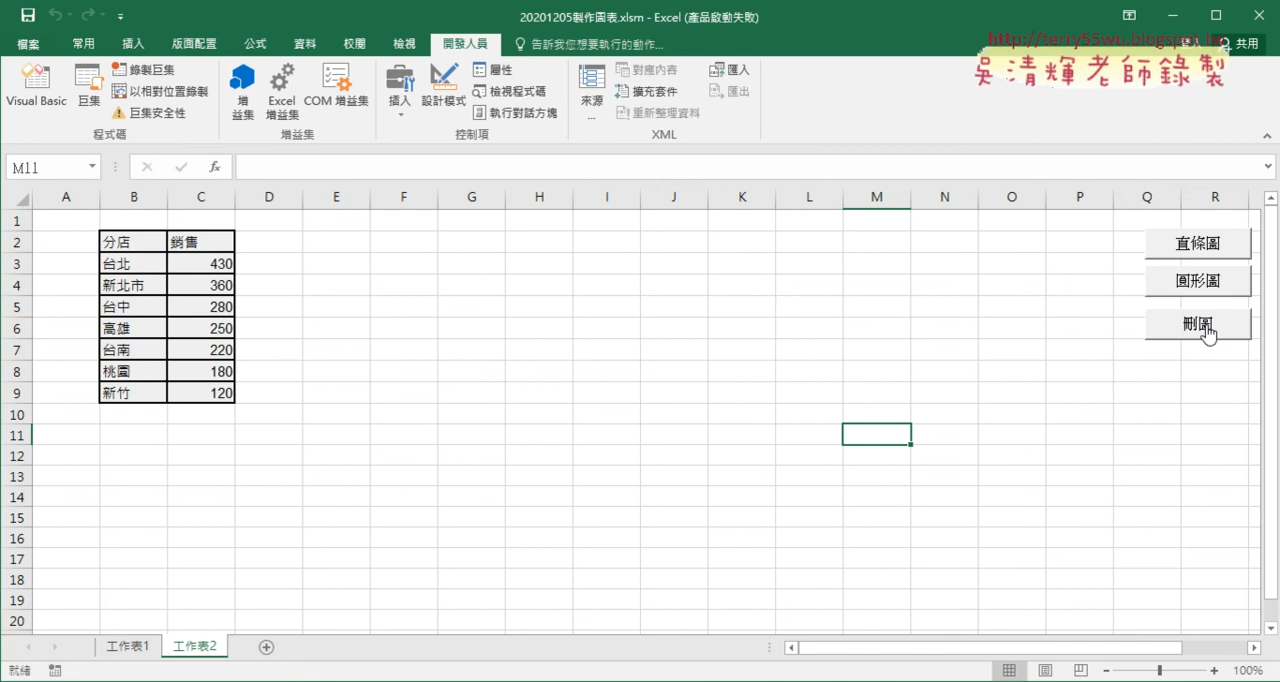 20201205製作圖表.xlsm - Excel (產品啟動失敗)
檔案 常用 插入 版面配置 公式 資料 校閱 檢視 開發人員 告訴我您想要執行的動作... 登入 共用
http://terry55wu.blogspot.tw
吳清輝老師錄製
Visual Basic 巨集 錄製巨集 以相對位置錄製 巨集安全性
增益集 Excel 增益集 COM 增益集
插入 設計模式 屬性 檢視程式碼 執行對話方塊
來源... 對應內容 擴充套件 重新整理資料 匯入 匯出
程式碼 增益集 控制項 XML
M11 fx
A B C D E F G H I J K L M N O P Q R
1
2 分店 銷售 直條圖
3 台北 430
4 新北市 360 圓形圖
5 台中 280
6 高雄 250 刪圖
7 台南 220
8 桃園 180
9 新竹 120
10
11
12
13
14
15
16
17
18
19
20
工作表1 工作表2
就緒 100%